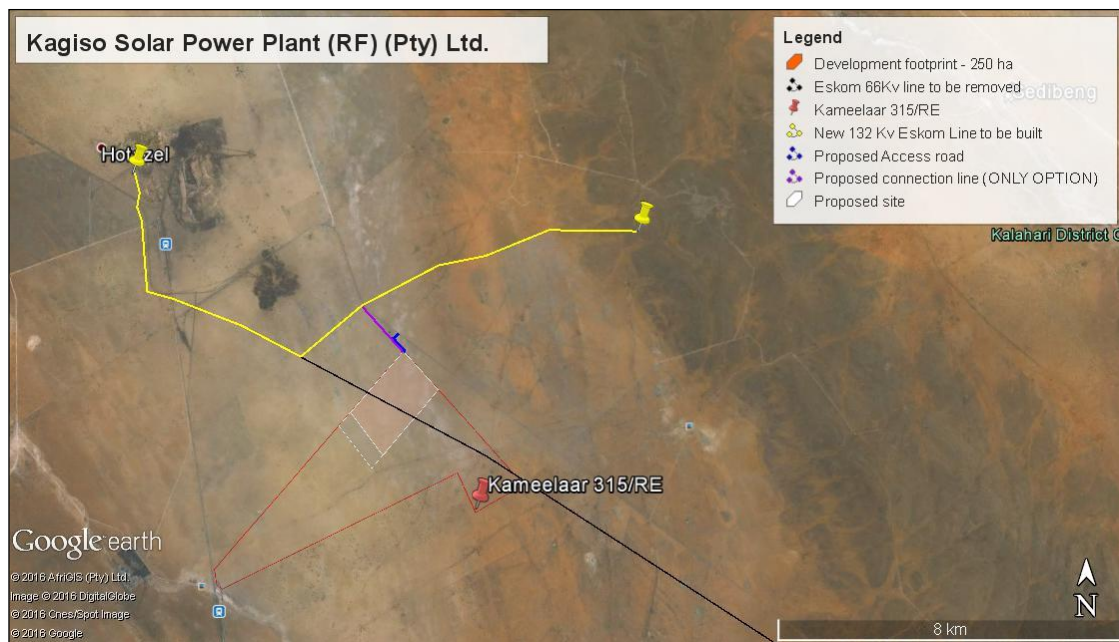 Kagiso Solar Power Plant (RF) (Pty) Ltd.
Legend
Development footprint - 250 ha
Eskom 66Kv line to be removed
Kameelaar 315/RE
New 132 Kv Eskom Line to be built
Proposed Access road
Proposed connection line (ONLY OPTION)
Proposed site
Sedibeng
Kalahari District
Kameelaar 315/RE
Google earth
© 2016 AfriGIS (Pty) Ltd.
Image © 2016 DigitalGlobe
© 2016 Cnes/Spot Image
© 2016 Google
N
8 km